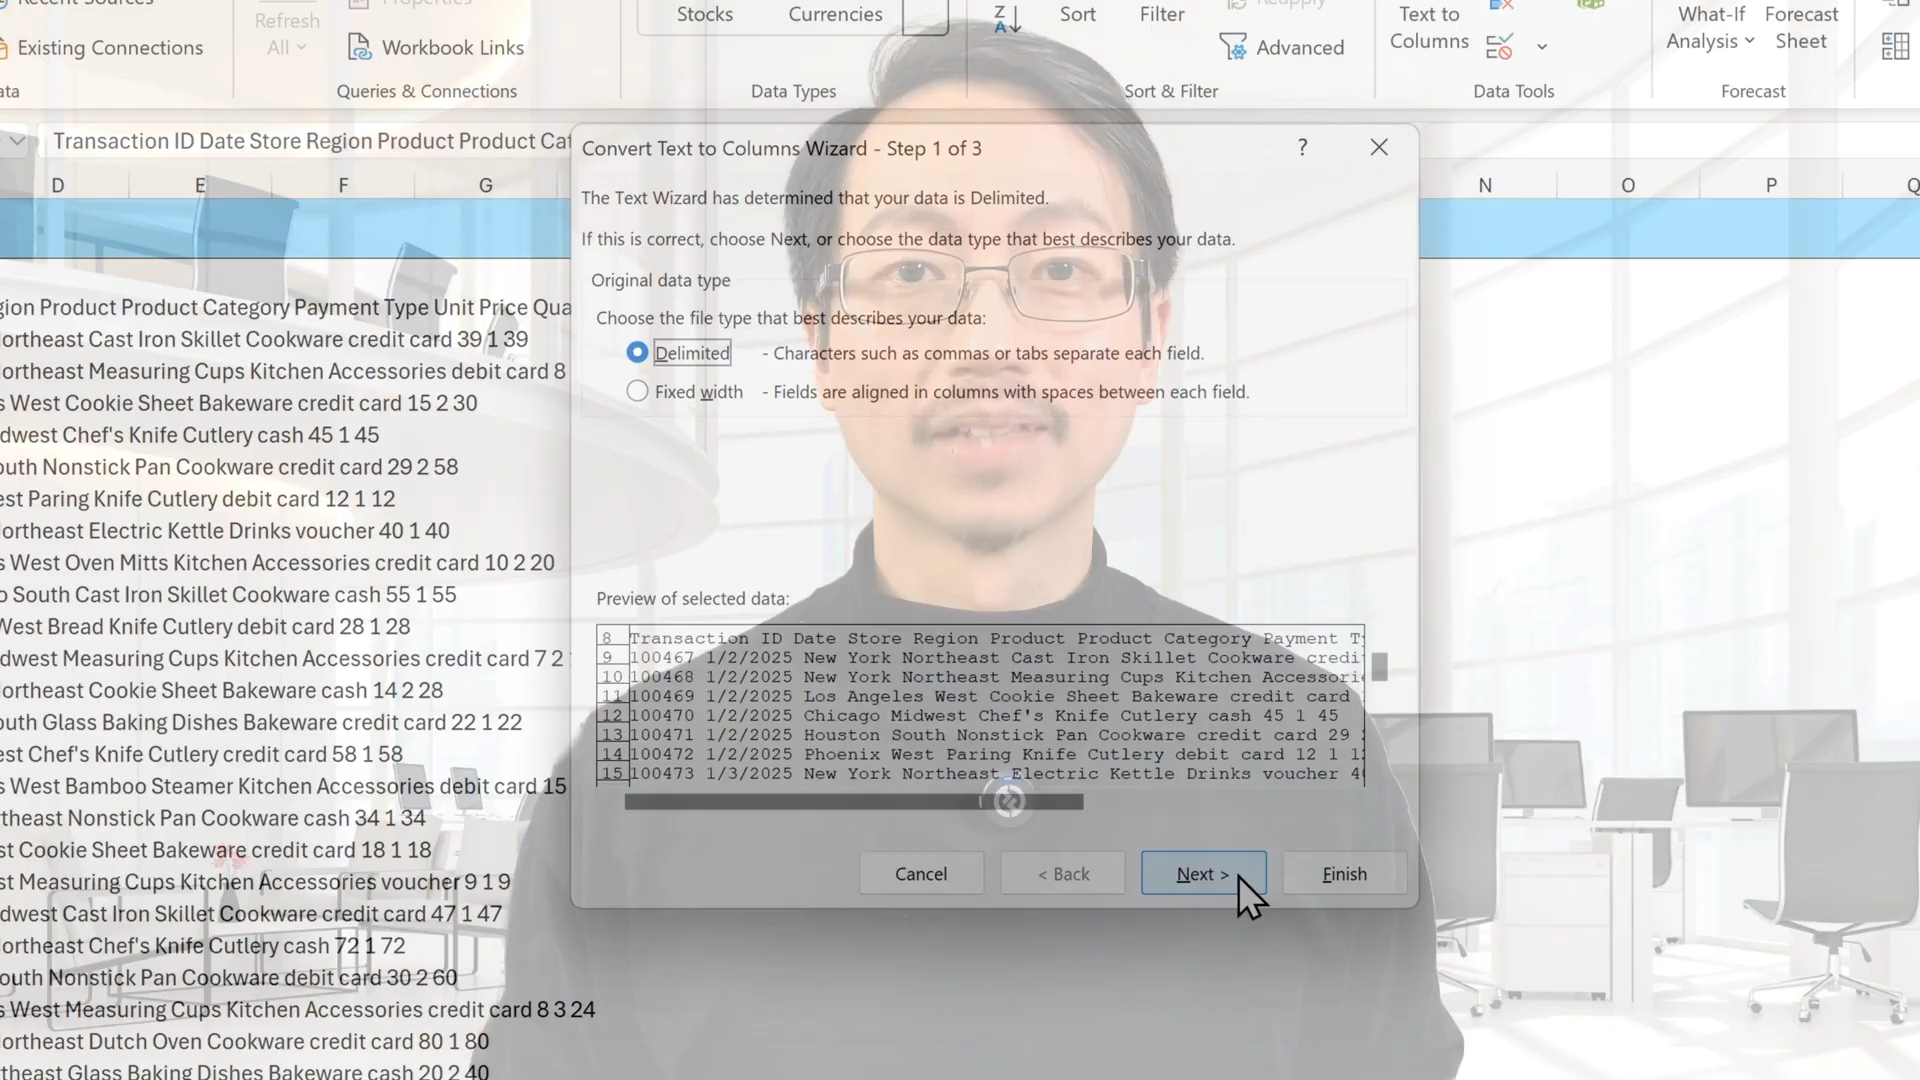 Recent Sources
Properties
Refresh
All
Existing Connections
Workbook Links
Queries & Connections
Stocks
Currencies
Data Types
Z
A
Sort
Filter
Reapply
Advanced
Sort & Filter
Text to
Columns
Data Tools
What-If
Analysis
Forecast
Sheet
Forecast
ata
Transaction ID Date Store Region Product Product Cat
D E F G N O P Q
Convert Text to Columns Wizard - Step 1 of 3
?
The Text Wizard has determined that your data is Delimited.
If this is correct, choose Next, or choose the data type that best describes your data.
Original data type
Choose the file type that best describes your data:
Delimited - Characters such as commas or tabs separate each field.
Fixed width - Fields are aligned in columns with spaces between each field.
Preview of selected data:
8 Transaction ID Date Store Region Product Product Category Payment Ty
9 100467 1/2/2025 New York Northeast Cast Iron Skillet Cookware credi
10 100468 1/2/2025 New York Northeast Measuring Cups Kitchen Accessori
11 100469 1/2/2025 Los Angeles West Cookie Sheet Bakeware credit card
12 100470 1/2/2025 Chicago Midwest Chef's Knife Cutlery cash 45 1 45
13 100471 1/2/2025 Houston South Nonstick Pan Cookware credit card 29
14 100472 1/2/2025 Phoenix West Paring Knife Cutlery debit card 12 1 12
15 100473 1/3/2025 New York Northeast Electric Kettle Drinks voucher 40
Cancel
< Back
Next >
Finish
gion Product Product Category Payment Type Unit Price Qua
ortheast Cast Iron Skillet Cookware credit card 39 1 39
ortheast Measuring Cups Kitchen Accessories debit card 8
s West Cookie Sheet Bakeware credit card 15 2 30
dwest Chef's Knife Cutlery cash 45 1 45
outh Nonstick Pan Cookware credit card 29 2 58
est Paring Knife Cutlery debit card 12 1 12
ortheast Electric Kettle Drinks voucher 40 1 40
s West Oven Mitts Kitchen Accessories credit card 10 2 20
o South Cast Iron Skillet Cookware cash 55 1 55
West Bread Knife Cutlery debit card 28 1 28
dwest Measuring Cups Kitchen Accessories credit card 7 2
ortheast Cookie Sheet Bakeware cash 14 2 28
outh Glass Baking Dishes Bakeware credit card 22 1 22
est Chef's Knife Cutlery credit card 58 1 58
s West Bamboo Steamer Kitchen Accessories debit card 15
rtheast Nonstick Pan Cookware cash 34 1 34
st Cookie Sheet Bakeware credit card 18 1 18
st Measuring Cups Kitchen Accessories voucher 9 1 9
dwest Cast Iron Skillet Cookware credit card 47 1 47
ortheast Chef's Knife Cutlery cash 72 1 72
outh Nonstick Pan Cookware debit card 30 2 60
s West Measuring Cups Kitchen Accessories credit card 8 3 24
ortheast Dutch Oven Cookware credit card 80 1 80
rtheast Glass Baking Dishes Bakeware cash 20 2 40